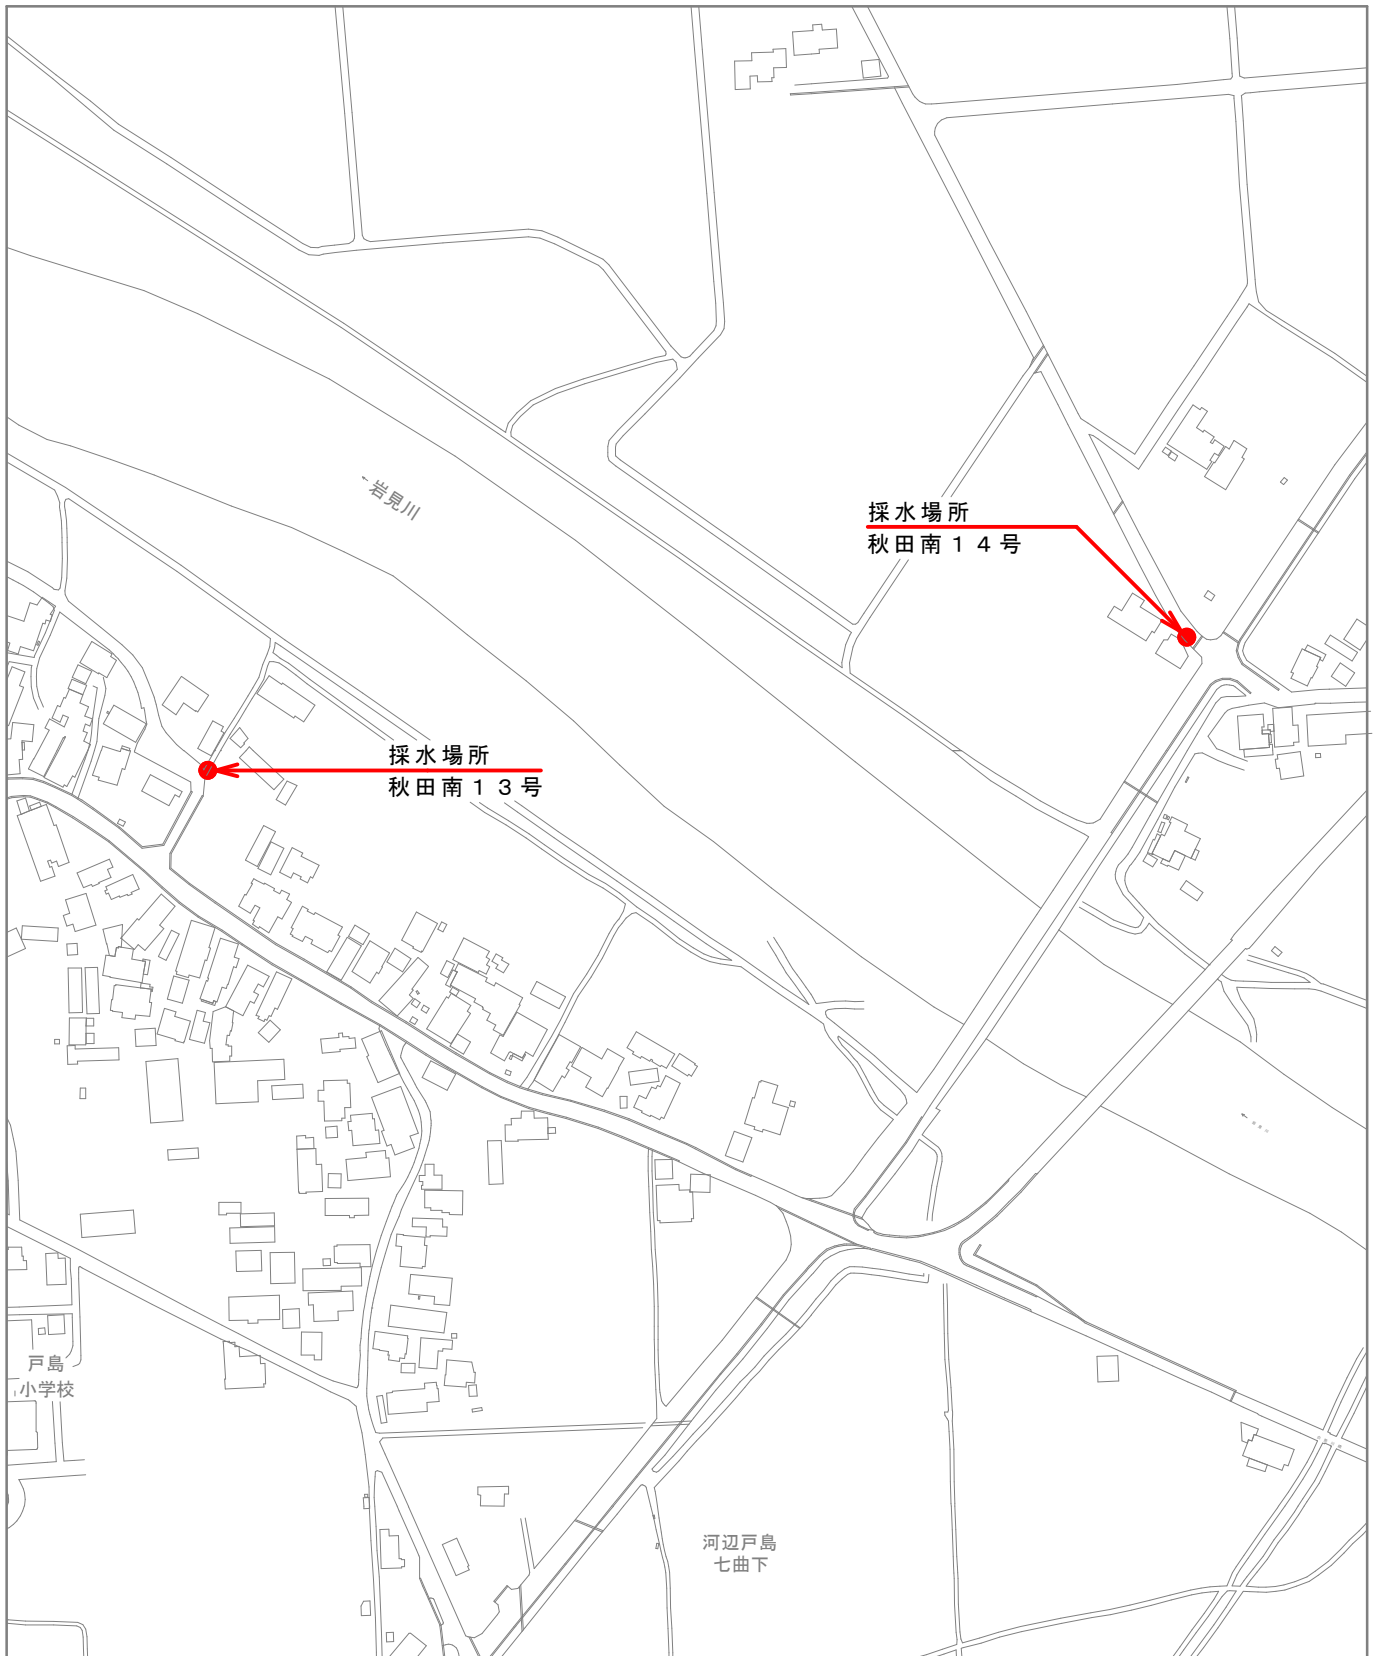 岩見川
採水場所
秋田南１４号
採水場所
秋田南１３号
戸島
小学校
河辺戸島
七曲下